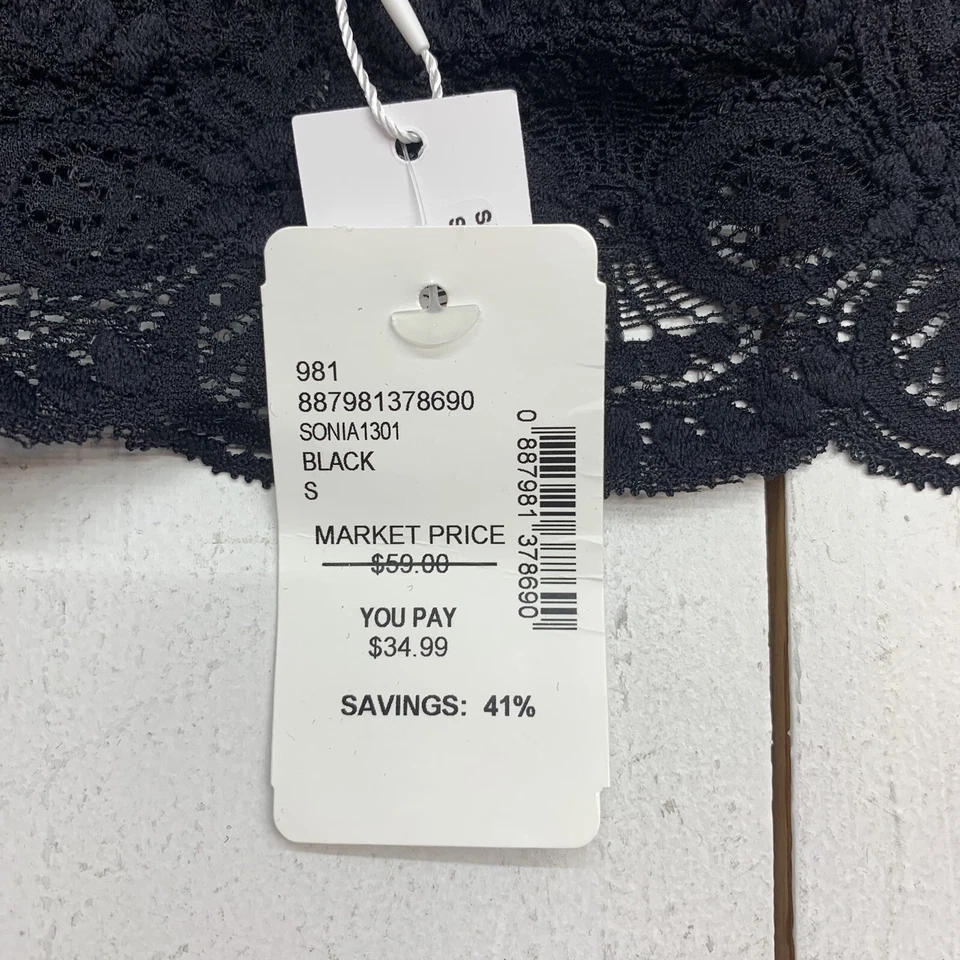 S
S
981
887981378690
SONIA1301
BLACK
S
0 887981 378690
MARKET PRICE
$59.00
YOU PAY
$34.99
SAVINGS: 41%